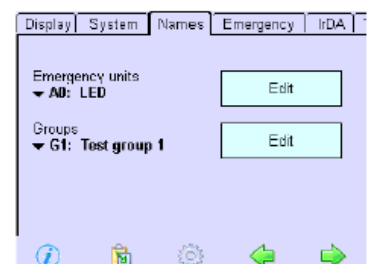 Display System Names Emergency IrDA
Emergency units
A0: LED
Edit
Groups
G1: Test group 1
Edit